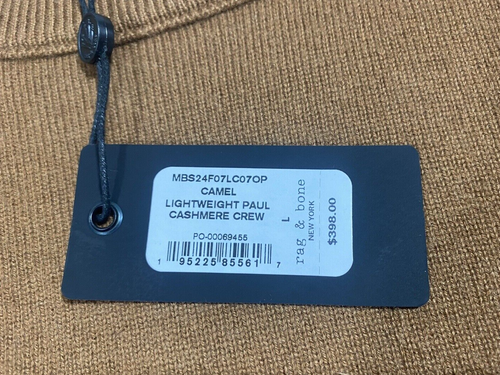 MBS24F07LC07OP
CAMEL
LIGHTWEIGHT PAUL
CASHMERE CREW
PO-00069455
1 95225 85561 7
L
rag & bone
NEW YORK
$398.00